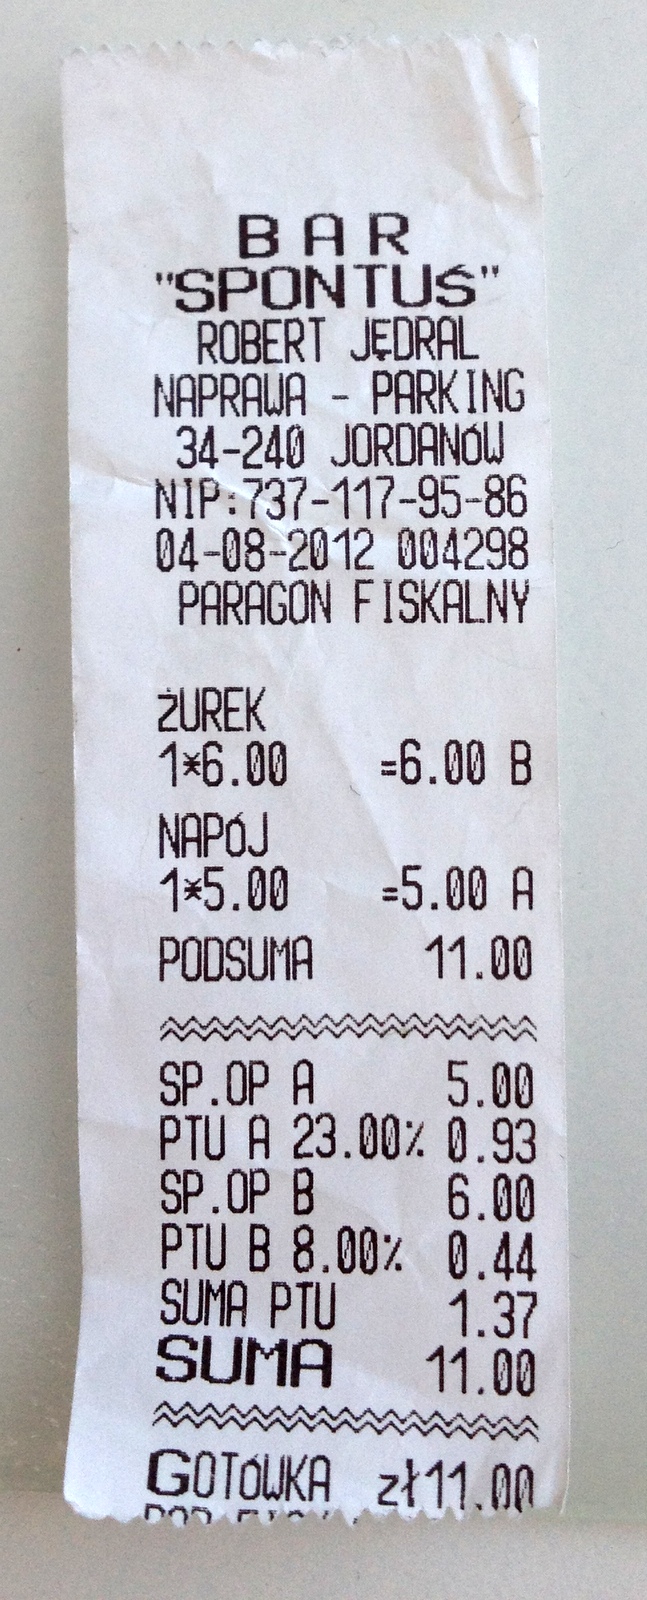 BAR
"SPONTUŚ"
ROBERT JĘDRAL
NAPRAWA - PARKING
34-240 JORDANÓW
NIP:737-117-95-86
04-08-2012 004298
PARAGON FISKALNY
ŻUREK
1*6.00 =6.00 B
NAPÓJ
1*5.00 =5.00 A
PODSUMA 11.00
SP.OP A 5.00
PTU A 23.00% 0.93
SP.OP B 6.00
PTU B 8.00% 0.44
SUMA PTU 1.37
SUMA 11.00
GOTÓWKA zł11.00